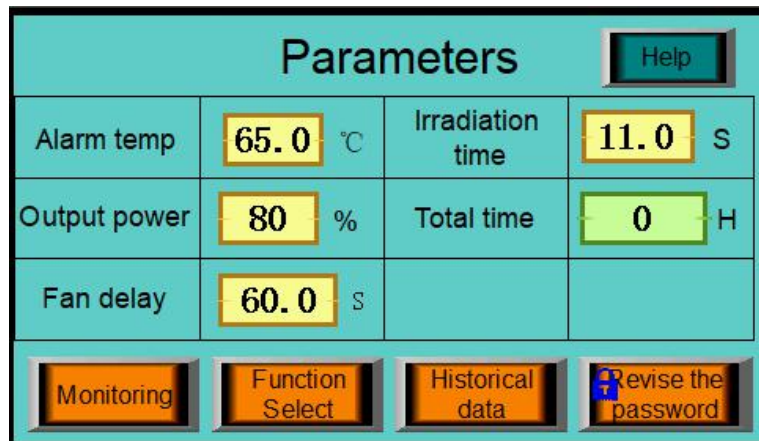 Parameters
Help
Alarm temp
65.0 ℃
Irradiation
time
11.0 S
Output power
80 %
Total time
0 H
Fan delay
60.0 S
Monitoring
Function
Select
Historical
data
Revise the
password